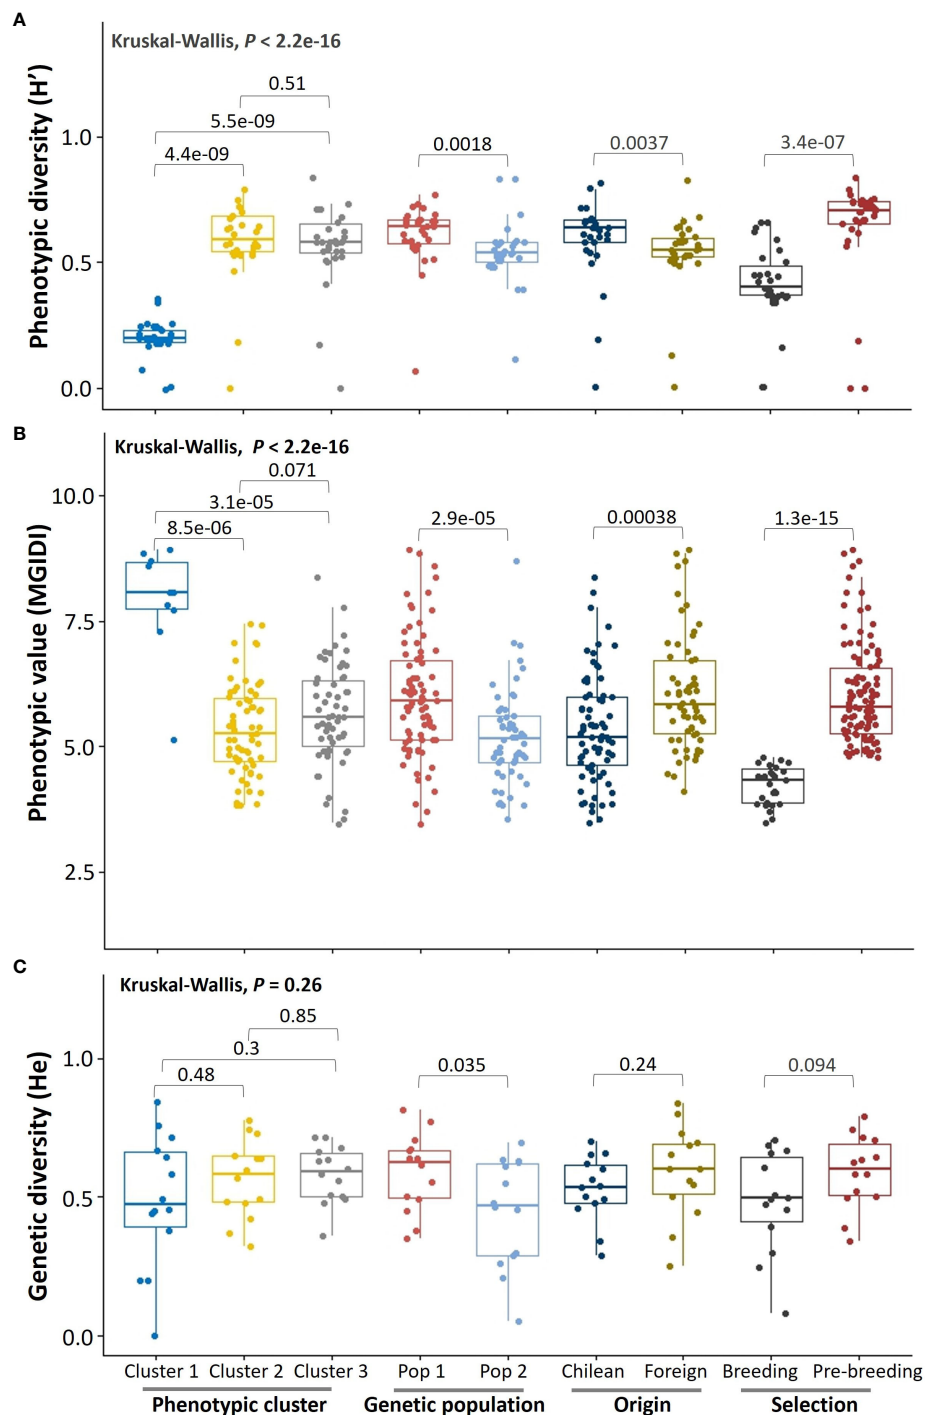 A
Kruskal-Wallis, P < 2.2e-16
Phenotypic diversity (H’)
1.0
0.5
0.0
0.51
5.5e-09
4.4e-09
0.0018
0.0037
3.4e-07
B
Kruskal-Wallis, P < 2.2e-16
Phenotypic value (MGIDI)
10.0
7.5
5.0
2.5
0.071
3.1e-05
8.5e-06
2.9e-05
0.00038
1.3e-15
C
Kruskal-Wallis, P = 0.26
Genetic diversity (He)
1.0
0.5
0.0
0.85
0.3
0.48
0.035
0.24
0.094
Cluster 1 Cluster 2 Cluster 3 Pop 1 Pop 2 Chilean Foreign Breeding Pre-breeding
Phenotypic cluster Genetic population Origin Selection